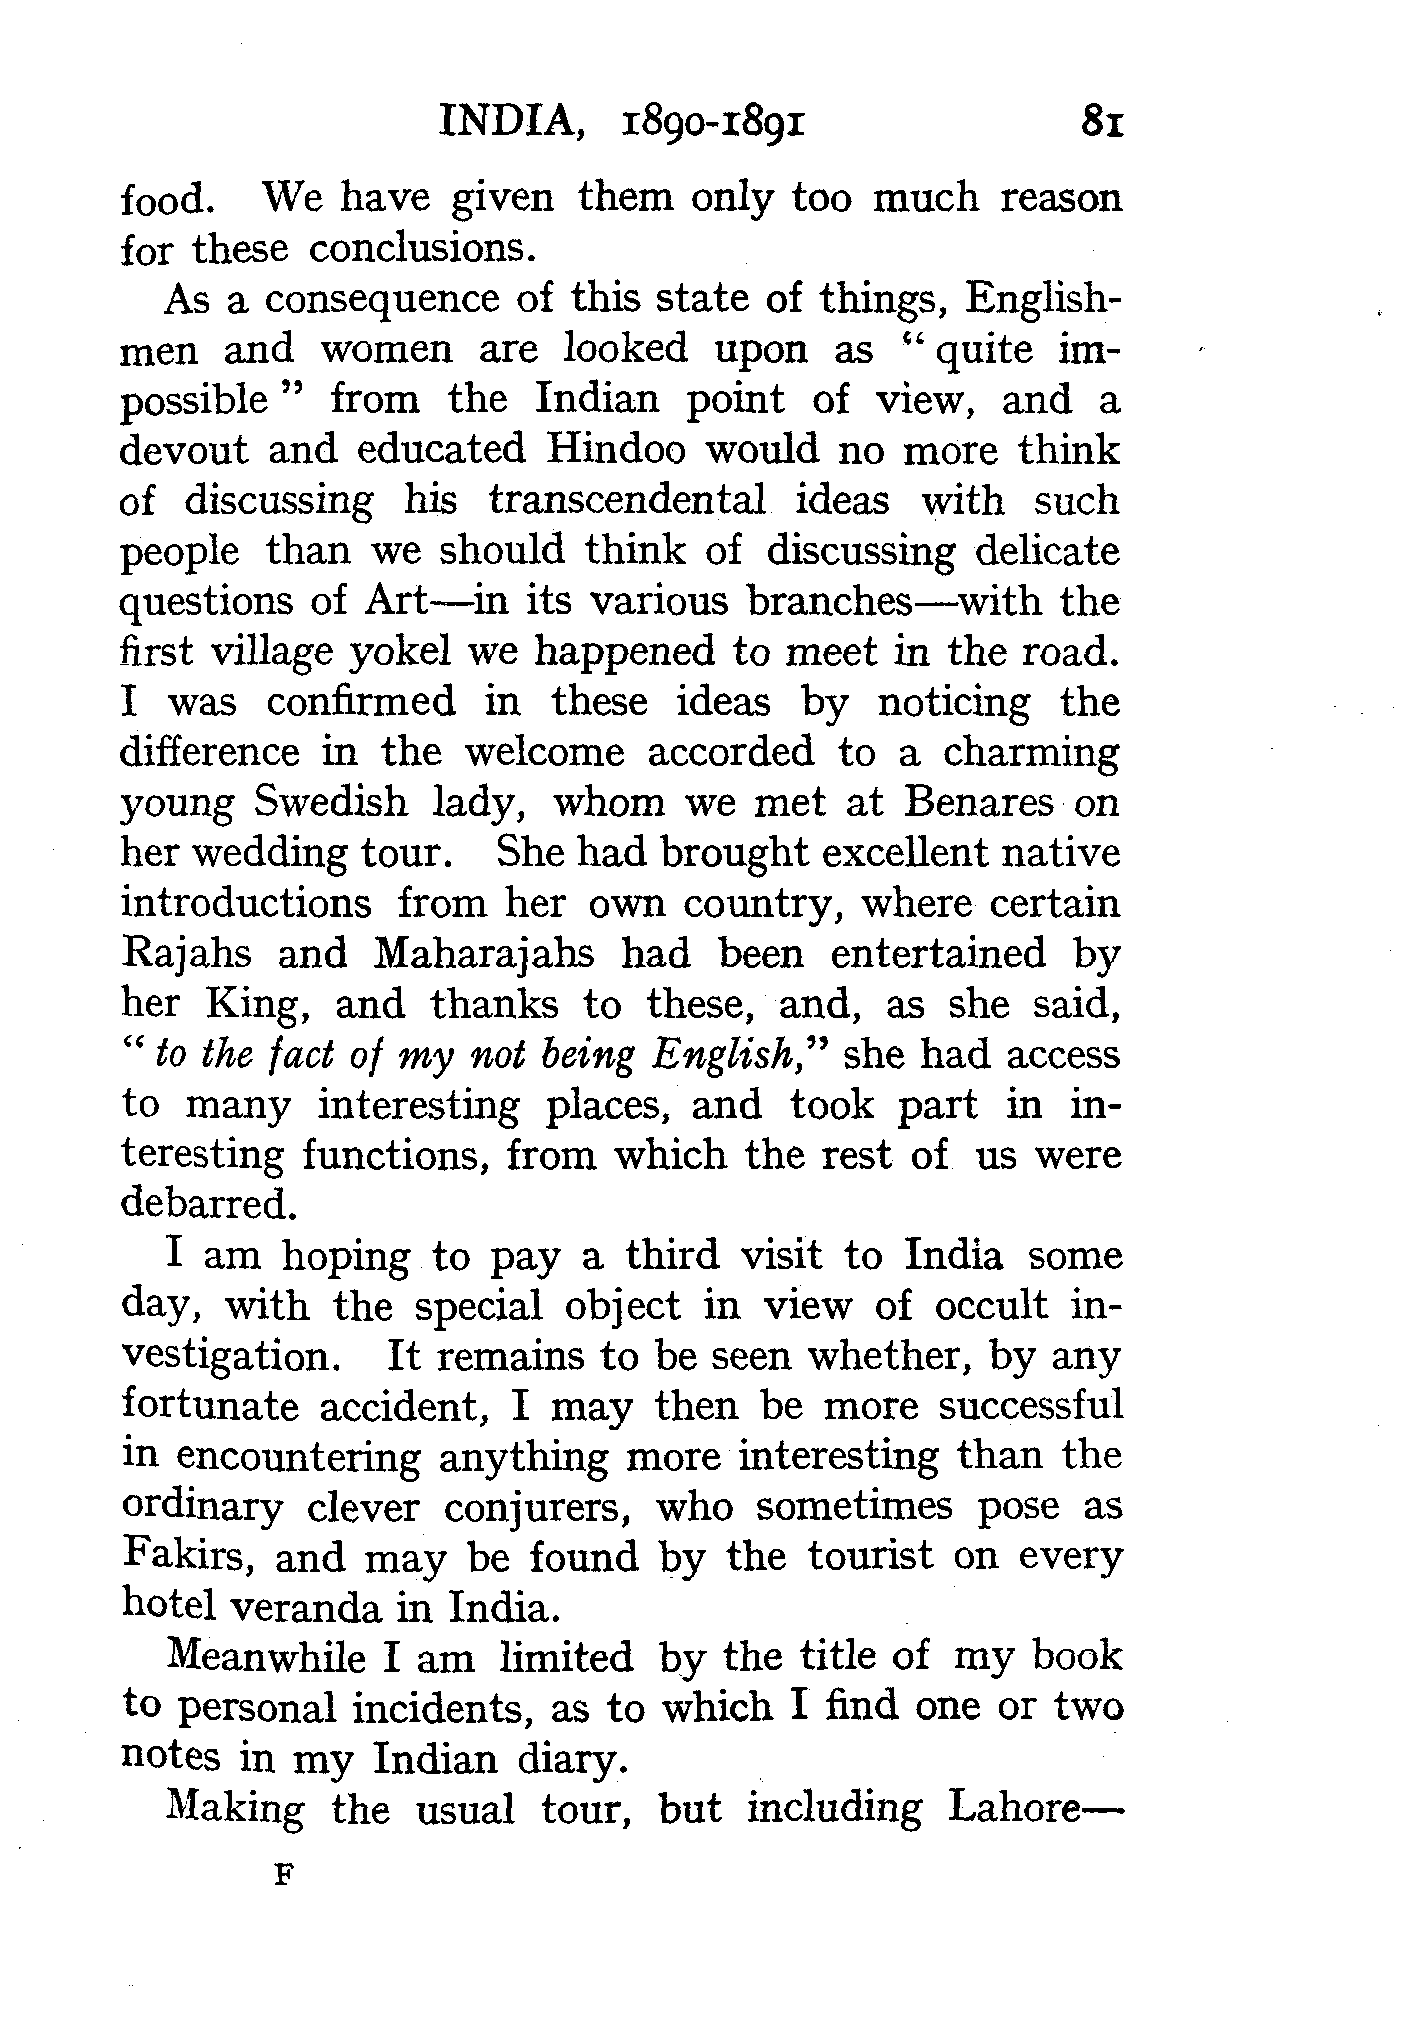 INDIA, 1890-1891 81
food. We have given them only too much reason
for these conclusions.
As a consequence of this state of things, English-
men and women are looked upon as “ quite im-
possible ” from the Indian point of view, and a
devout and educated Hindoo would no more think
of discussing his transcendental ideas with such
people than we should think of discussing delicate
questions of Art—in its various branches—with the
first village yokel we happened to meet in the road.
I was confirmed in these ideas by noticing the
difference in the welcome accorded to a charming
young Swedish lady, whom we met at Benares on
her wedding tour. She had brought excellent native
introductions from her own country, where certain
Rajahs and Maharajahs had been entertained by
her King, and thanks to these, and, as she said,
“ to the fact of my not being English,” she had access
to many interesting places, and took part in in-
teresting functions, from which the rest of us were
debarred.
I am hoping to pay a third visit to India some
day, with the special object in view of occult in-
vestigation. It remains to be seen whether, by any
fortunate accident, I may then be more successful
in encountering anything more interesting than the
ordinary clever conjurers, who sometimes pose as
Fakirs, and may be found by the tourist on every
hotel veranda in India.
Meanwhile I am limited by the title of my book
to personal incidents, as to which I find one or two
notes in my Indian diary.
Making the usual tour, but including Lahore—
F